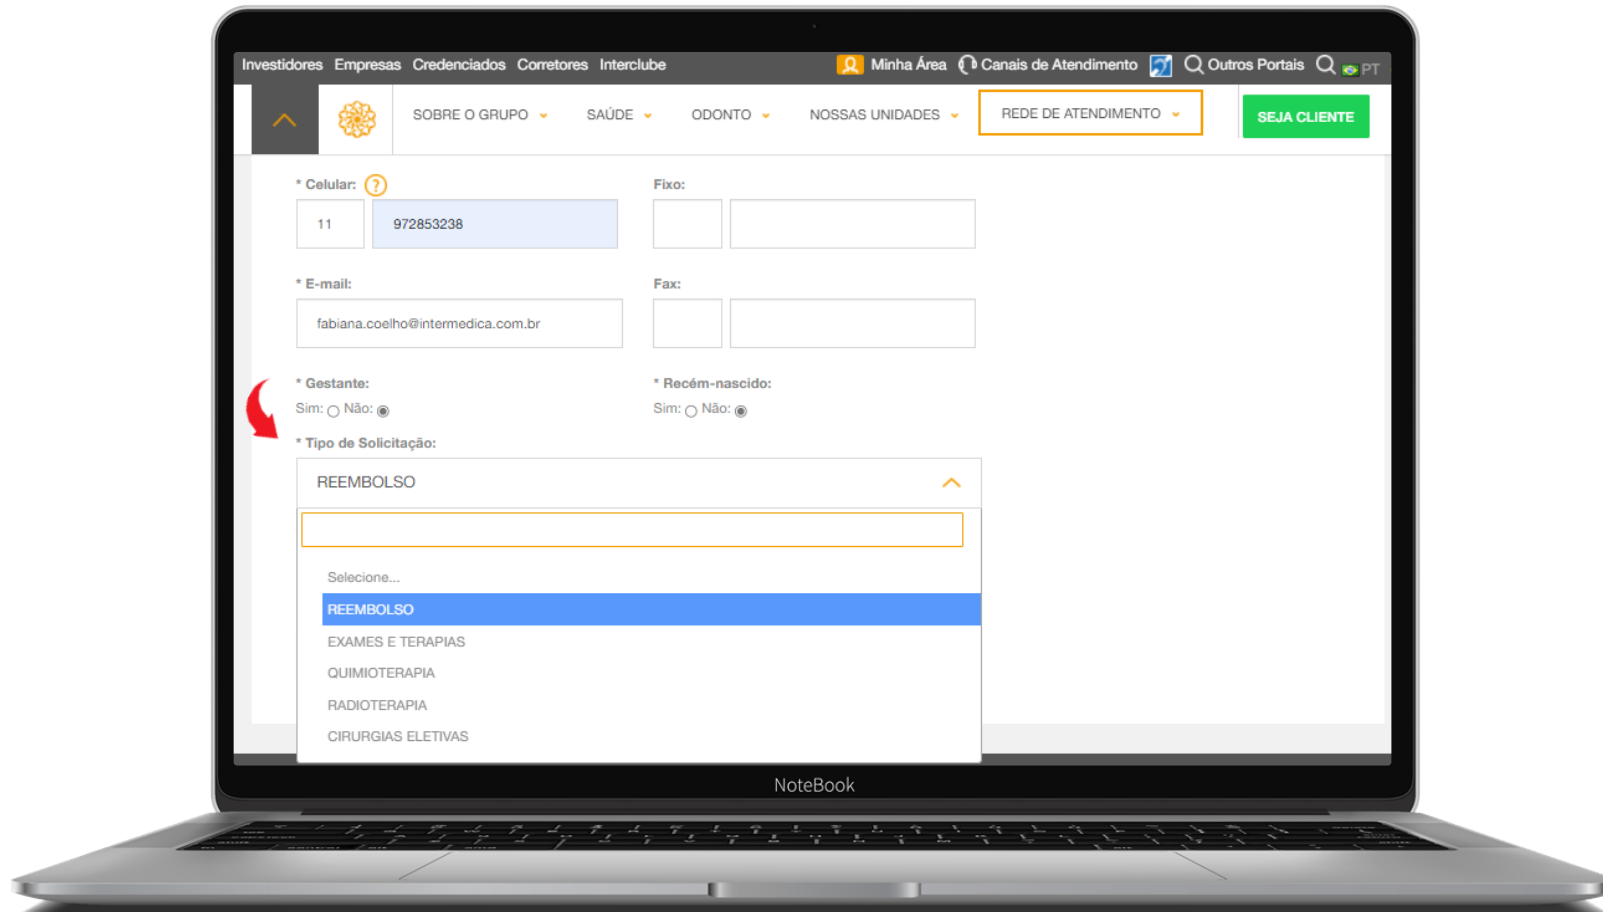 Investidores Empresas Credenciados Corretores Interclube Minha Área Canais de Atendimento Outros Portais PT
SOBRE O GRUPO SAÚDE ODONTO NOSSAS UNIDADES REDE DE ATENDIMENTO SEJA CLIENTE
* Celular: ? Fixo:
11 972853238
* E-mail: Fax:
fabiana.coelho@intermedica.com.br
* Gestante: * Recém-nascido:
Sim: Não: Sim: Não:
* Tipo de Solicitação:
REEMBOLSO
Selecione...
REEMBOLSO
EXAMES E TERAPIAS
QUIMIOTERAPIA
RADIOTERAPIA
CIRURGIAS ELETIVAS
NoteBook